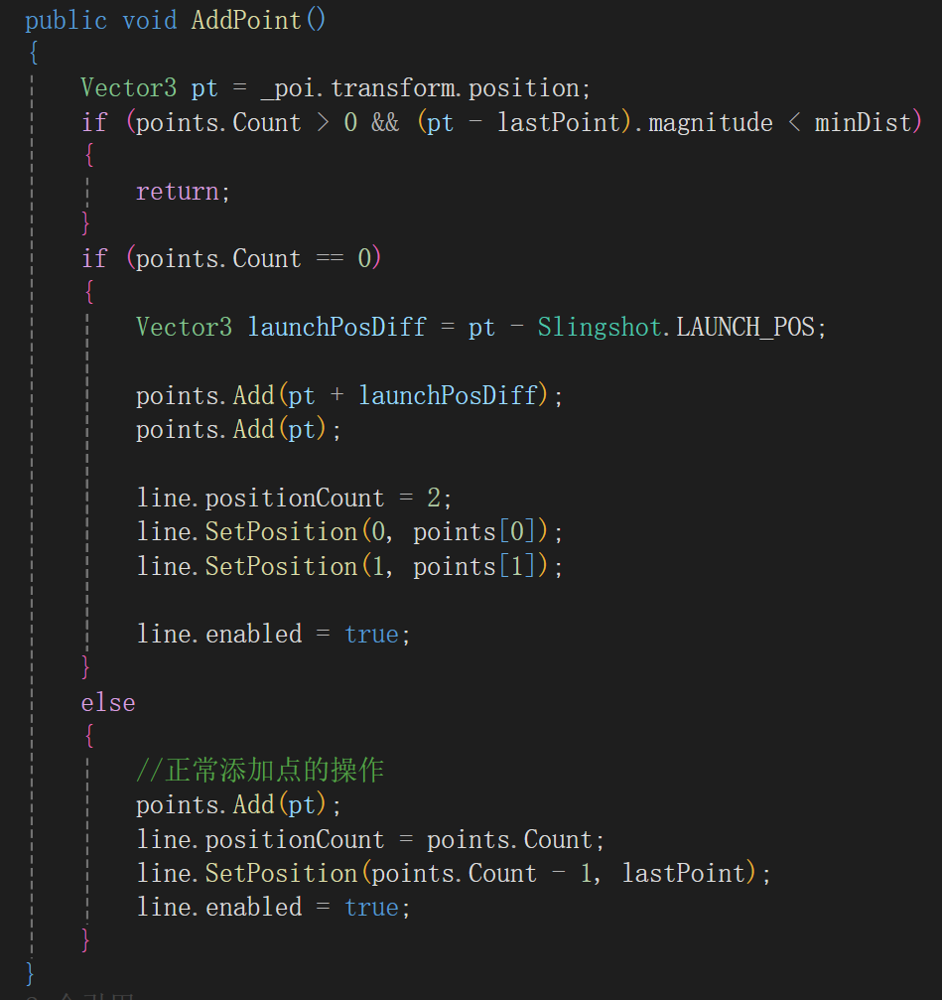 public void AddPoint()
{
Vector3 pt = _poi.transform.position;
if (points.Count > 0 && (pt - lastPoint).magnitude < minDist)
{
return;
}
if (points.Count == 0)
{
Vector3 launchPosDiff = pt - Slingshot.LAUNCH_POS;
points.Add(pt + launchPosDiff);
points.Add(pt);
line.positionCount = 2;
line.SetPosition(0, points[0]);
line.SetPosition(1, points[1]);
line.enabled = true;
}
else
{
//正常添加点的操作
points.Add(pt);
line.positionCount = points.Count;
line.SetPosition(points.Count - 1, lastPoint);
line.enabled = true;
}
}